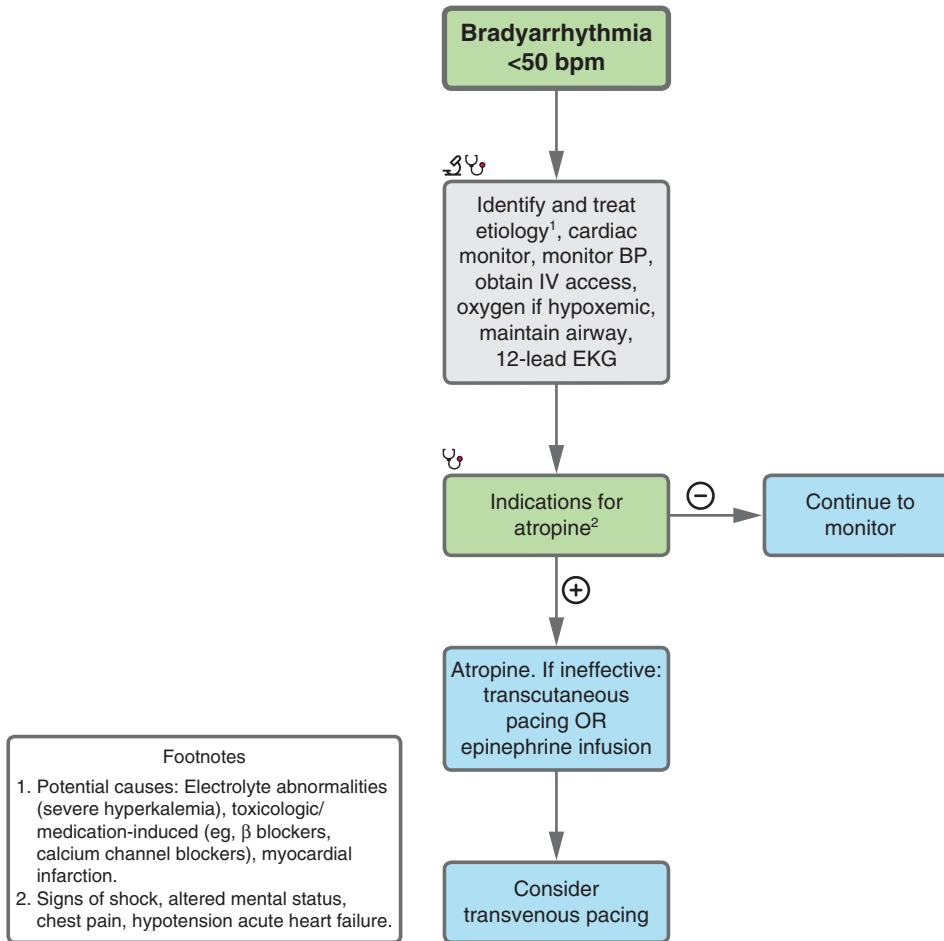 Bradyarrhythmia
<50 bpm
Identify and treat
etiology¹, cardiac
monitor, monitor BP,
obtain IV access,
oxygen if hypoxemic,
maintain airway,
12-lead EKG
Indications for
atropine²
−
Continue to
monitor
+
Atropine. If ineffective:
transcutaneous
pacing OR
epinephrine infusion
Consider
transvenous pacing
Footnotes
1. Potential causes: Electrolyte abnormalities
(severe hyperkalemia), toxicologic/
medication-induced (eg, β blockers,
calcium channel blockers), myocardial
infarction.
2. Signs of shock, altered mental status,
chest pain, hypotension acute heart failure.